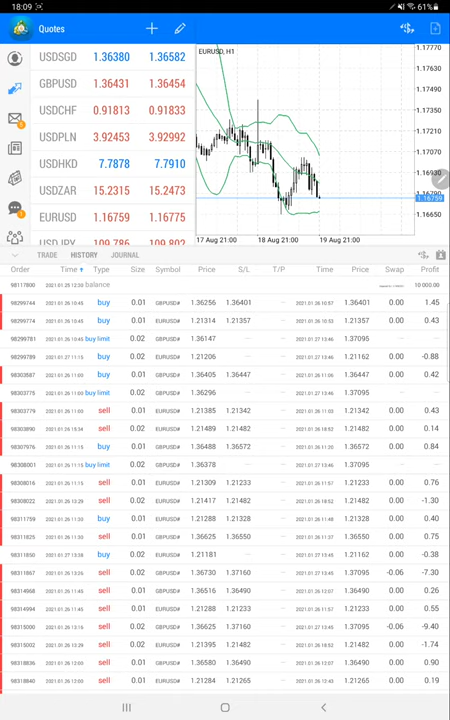 18:09 61%
Quotes
USDSGD 1.36380 1.36582
GBPUSD 1.36431 1.36454
USDCHF 0.91813 0.91833
USDPLN 3.92453 3.92992
USDHKD 7.7878 7.7910
USDZAR 15.2315 15.2473
EURUSD 1.16759 1.16775
USDJPY 109.786 109.802
EURUSD, H1
1.17770
1.17630
1.17490
1.17350
1.17210
1.17070
1.16930
1.16790
1.16759
1.16650
17 Aug 21:00 18 Aug 21:00 19 Aug 21:00
TRADE HISTORY JOURNAL
Order Time Type Size Symbol Price S/L T/P Time Price Swap Profit
98117800 2021.01.25 12:30 balance 10 000.00
98299744 2021.01.26 10:45 buy 0.01 GBPUSD# 1.36256 1.36401 — 2021.01.26 10:57 1.36401 0.00 1.45
98299774 2021.01.26 10:45 buy 0.01 EURUSD# 1.21314 1.21357 — 2021.01.26 10:53 1.21357 0.00 0.43
98299781 2021.01.26 10:45 buy limit 0.02 GBPUSD# 1.36147 — — 2021.01.27 13:46 1.37095 — —
98299789 2021.01.27 11:15 buy 0.02 EURUSD# 1.21206 — — 2021.01.27 13:46 1.21162 0.00 -0.88
98303587 2021.01.26 11:00 buy 0.01 GBPUSD# 1.36405 1.36447 — 2021.01.26 11:06 1.36447 0.00 0.42
98303775 2021.01.26 11:00 buy limit 0.02 GBPUSD# 1.36296 — — 2021.01.27 13:46 1.37095 — —
98303779 2021.01.26 11:00 sell 0.01 EURUSD# 1.21385 1.21342 — 2021.01.26 11:03 1.21342 0.00 0.43
98303890 2021.01.26 15:34 sell 0.02 EURUSD# 1.21489 1.21482 — 2021.01.26 18:52 1.21482 0.00 0.14
98307976 2021.01.26 11:15 buy 0.01 GBPUSD# 1.36488 1.36572 — 2021.01.26 11:20 1.36572 0.00 0.84
98308001 2021.01.26 11:15 buy limit 0.02 GBPUSD# 1.36378 — — 2021.01.27 13:46 1.37095 — —
98308016 2021.01.26 11:15 sell 0.01 EURUSD# 1.21309 1.21233 — 2021.01.26 11:57 1.21233 0.00 0.76
98308022 2021.01.26 13:29 sell 0.02 EURUSD# 1.21417 1.21482 — 2021.01.26 18:52 1.21482 0.00 -1.30
98311759 2021.01.26 11:20 buy 0.01 EURUSD# 1.21288 1.21328 — 2021.01.26 11:48 1.21328 0.00 0.40
98311825 2021.01.26 11:30 sell 0.01 GBPUSD# 1.36625 1.36550 — 2021.01.26 11:37 1.36550 0.00 0.75
98311850 2021.01.27 13:38 buy 0.02 EURUSD# 1.21181 — — 2021.01.27 13:45 1.21162 0.00 -0.38
98311867 2021.01.26 13:26 sell 0.02 GBPUSD# 1.36730 1.37160 — 2021.01.27 13:45 1.37095 -0.06 -7.30
98314968 2021.01.26 11:45 sell 0.01 GBPUSD# 1.36516 1.36490 — 2021.01.26 12:07 1.36490 0.00 0.26
98314994 2021.01.26 11:45 sell 0.01 EURUSD# 1.21288 1.21233 — 2021.01.26 11:57 1.21233 0.00 0.55
98315000 2021.01.26 13:16 sell 0.02 GBPUSD# 1.36625 1.37160 — 2021.01.27 13:45 1.37095 -0.06 -9.40
98315002 2021.01.26 13:29 sell 0.02 EURUSD# 1.21395 1.21482 — 2021.01.26 18:52 1.21482 0.00 -1.74
98318836 2021.01.26 12:00 sell 0.01 GBPUSD# 1.36580 1.36490 — 2021.01.26 12:07 1.36490 0.00 0.90
98318840 2021.01.26 12:00 sell 0.01 EURUSD# 1.21284 1.21265 — 2021.01.26 12:43 1.21265 0.00 0.19